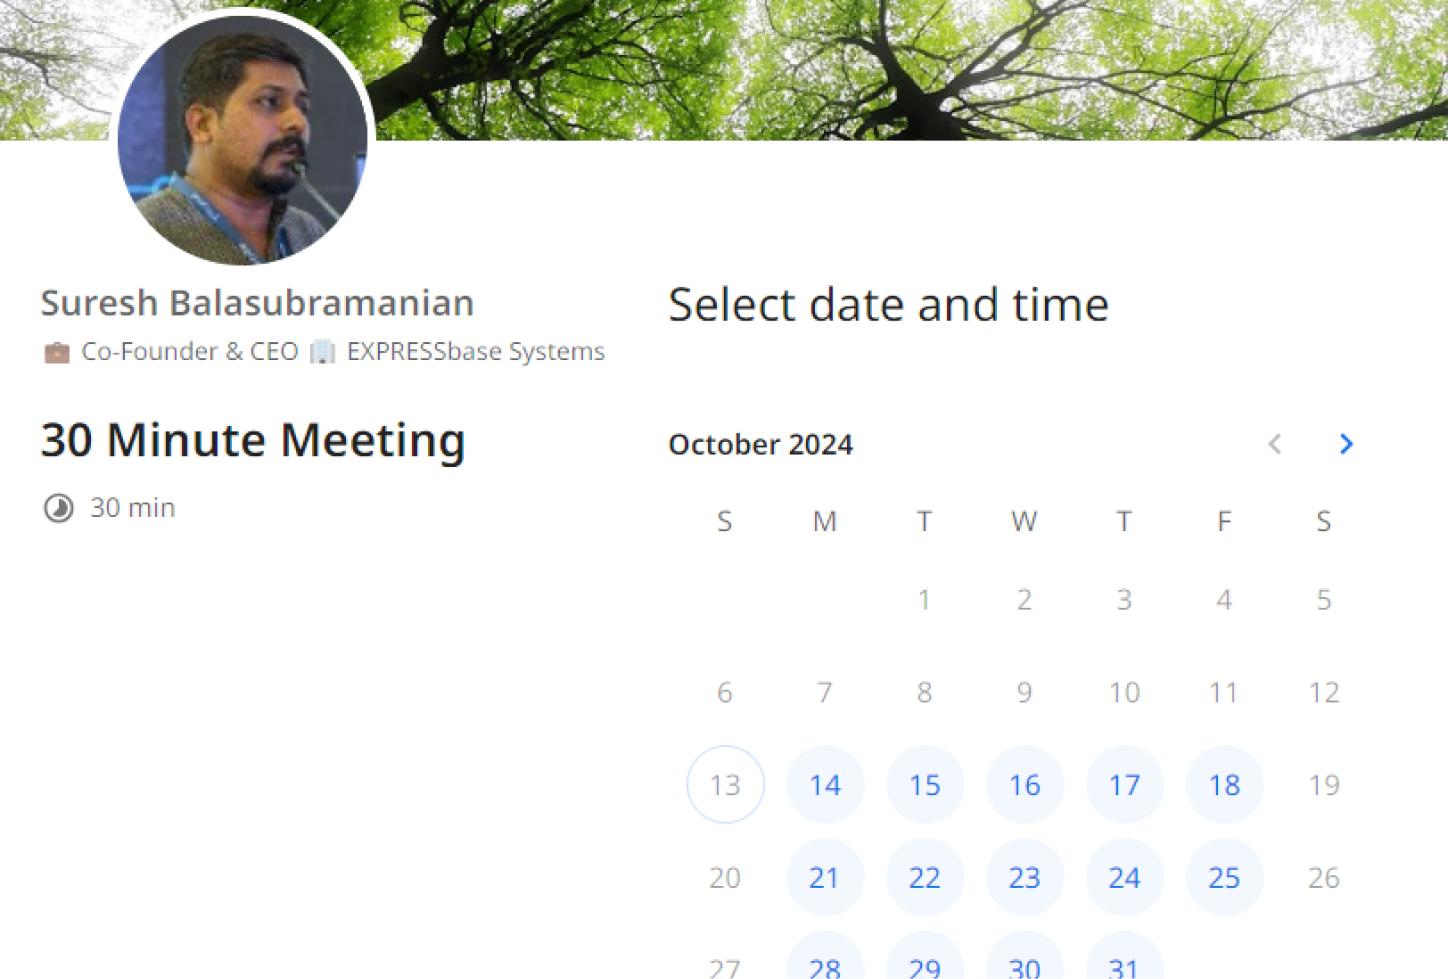 Suresh Balasubramanian
Co-Founder & CEO EXPRESSbase Systems
30 Minute Meeting
30 min
Select date and time
October 2024
S M T W T F S
1 2 3 4 5
6 7 8 9 10 11 12
13 14 15 16 17 18 19
20 21 22 23 24 25 26
27 28 29 30 31